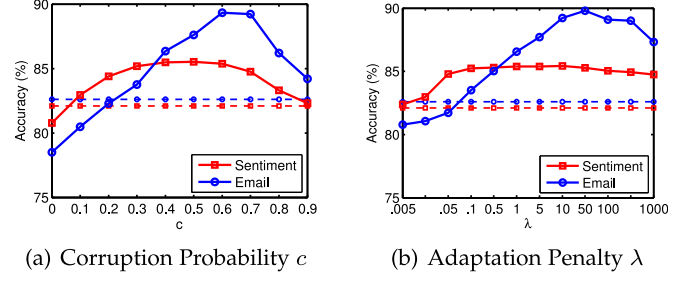 90
85
80
75
Accuracy (%)
Sentiment
Email
0 0.1 0.2 0.3 0.4 0.5 0.6 0.7 0.8 0.9
c
(a) Corruption Probability c
90
85
80
75
Accuracy (%)
Sentiment
Email
.005 .05 0.1 0.5 1 5 10 50 100 1000
λ
(b) Adaptation Penalty λ